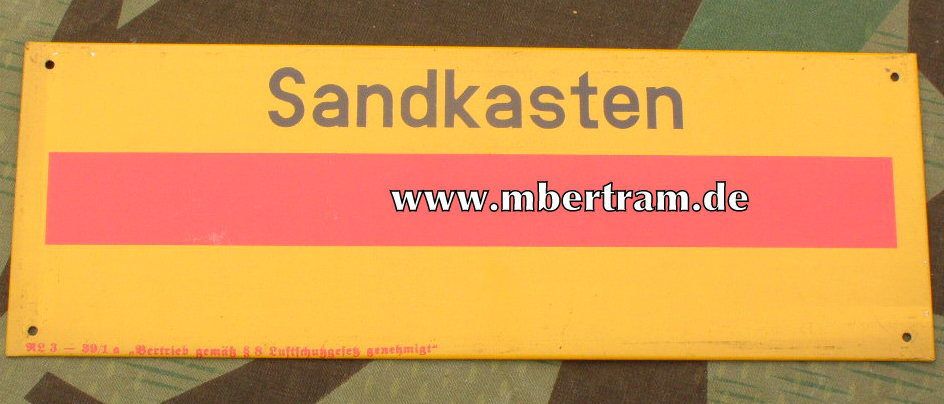 Sandkasten
www.mbertram.de
RL 3 — 39/1 a „Vertrieb gemäß § 8 Luftschutzgesetz genehmigt“